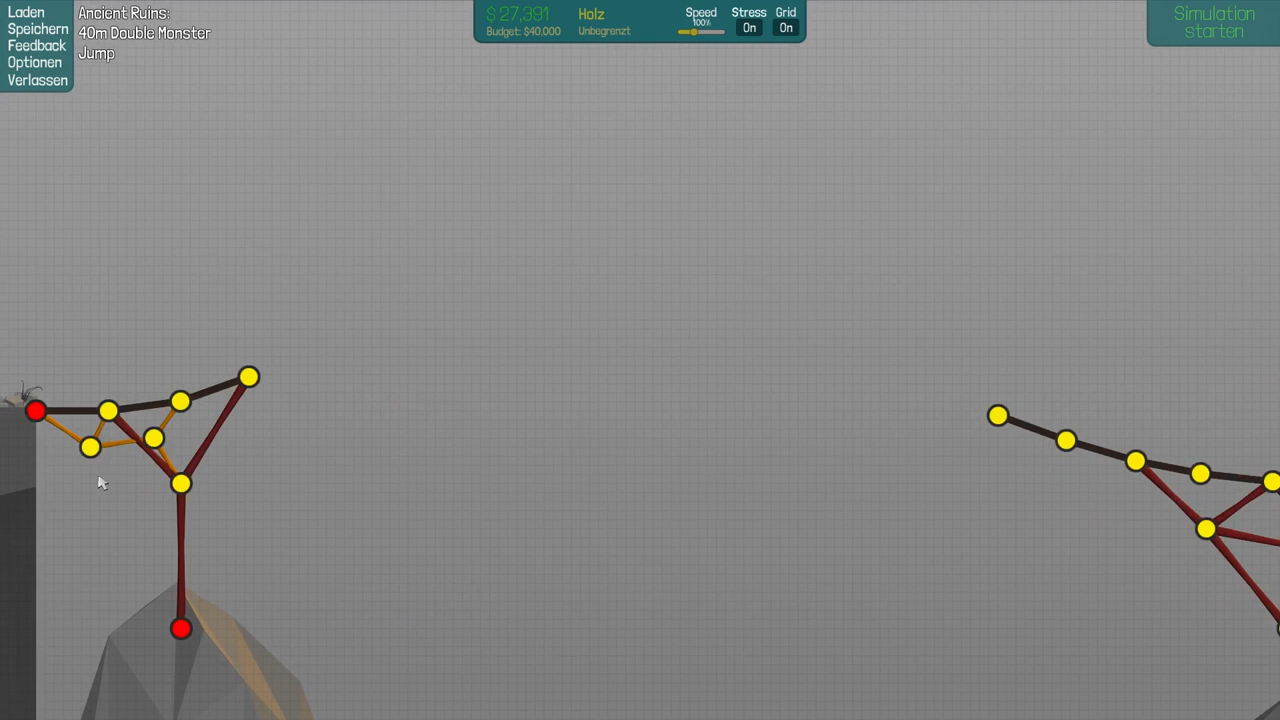 Laden
Speichern
Feedback
Optionen
Verlassen
Ancient Ruins:
40m Double Monster
Jump
$ 27,391
Budget: $40,000
Holz
Unbegrenzt
Speed
100%
Stress
On
Grid
On
Simulation
starten